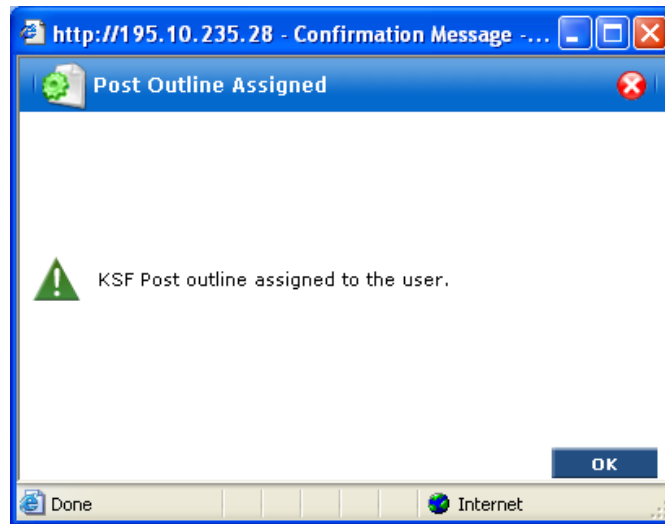 http://195.10.235.28 - Confirmation Message -...
Post Outline Assigned
KSF Post outline assigned to the user.
OK
Done
Internet